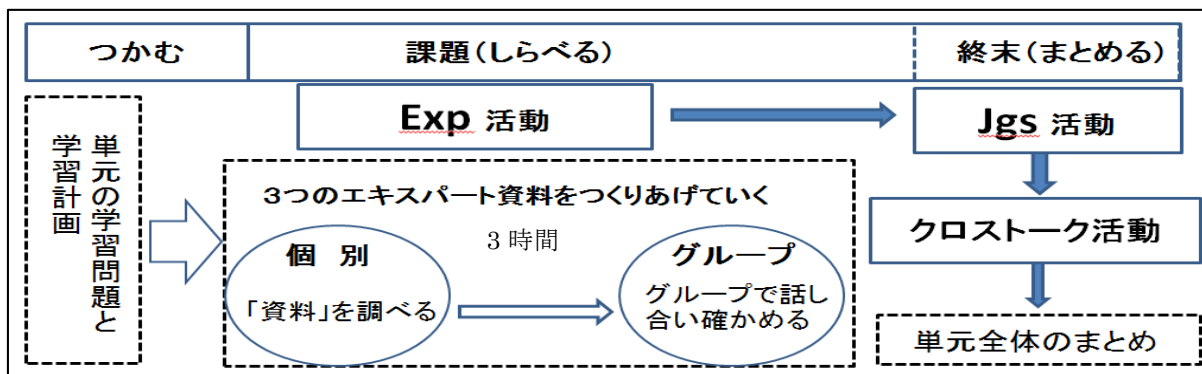 つかむ
課題(しらべる)
終末(まとめる)
Exp 活動
Jgs 活動
単元の学習問題と
学習計画
3つのエキスパート資料をつくりあげていく
3 時間
個 別
「資料」を調べる
グループ
グループで話し
合い確かめる
クロストーク活動
単元全体のまとめ